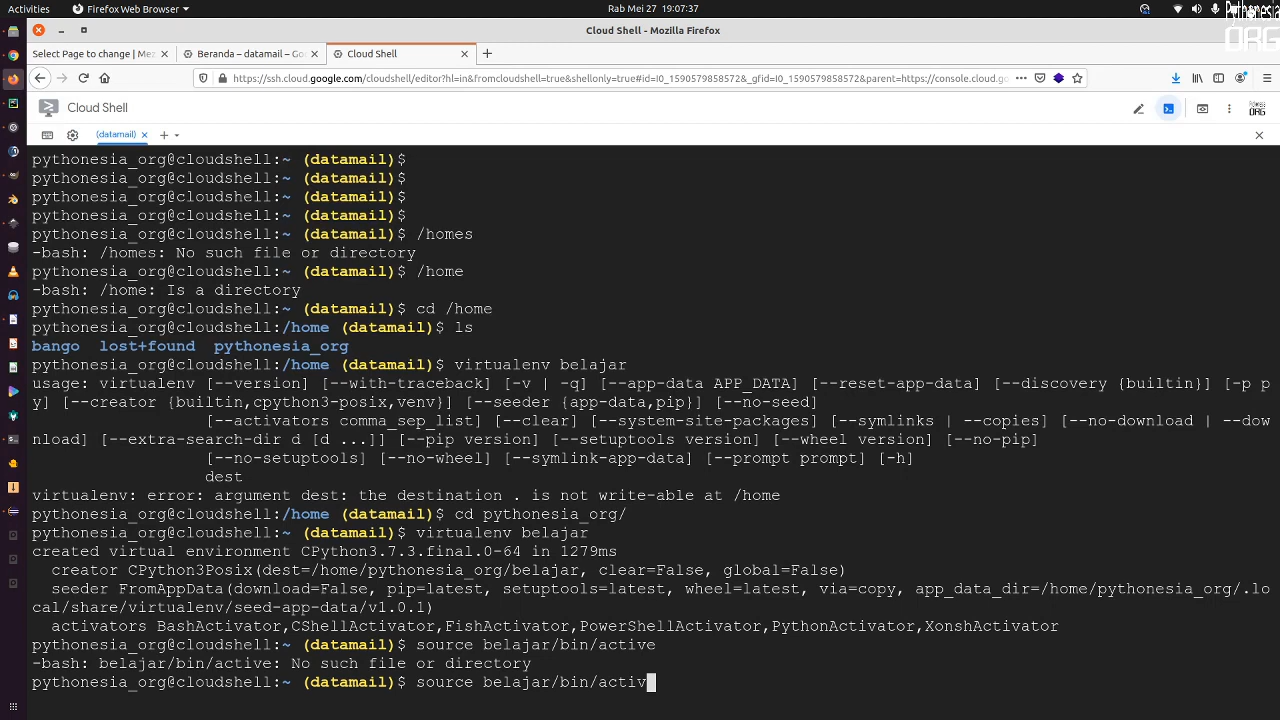 Activities
Firefox Web Browser
Rab Mei 27 19:07:37
Cloud Shell - Mozilla Firefox
Select Page to change | Mez
Beranda – datamail – Goo
Cloud Shell
https://ssh.cloud.google.com/cloudshell/editor?hl=in&fromcloudshell=true&shellonly=true#id=I0_1590579858572&_gfid=I0_1590579858572&parent=https://console.cloud.go
Cloud Shell
(datamail)
pythonesia_org@cloudshell:~ (datamail)$
pythonesia_org@cloudshell:~ (datamail)$
pythonesia_org@cloudshell:~ (datamail)$
pythonesia_org@cloudshell:~ (datamail)$
pythonesia_org@cloudshell:~ (datamail)$ /homes
-bash: /homes: No such file or directory
pythonesia_org@cloudshell:~ (datamail)$ /home
-bash: /home: Is a directory
pythonesia_org@cloudshell:~ (datamail)$ cd /home
pythonesia_org@cloudshell:/home (datamail)$ ls
bango  lost+found  pythonesia_org
pythonesia_org@cloudshell:/home (datamail)$ virtualenv belajar
usage: virtualenv [--version] [--with-traceback] [-v | -q] [--app-data APP_DATA] [--reset-app-data] [--discovery {builtin}] [-p p
y] [--creator {builtin,cpython3-posix,venv}] [--seeder {app-data,pip}] [--no-seed]
[--activators comma_sep_list] [--clear] [--system-site-packages] [--symlinks | --copies] [--no-download | --dow
nload] [--extra-search-dir d [d ...]] [--pip version] [--setuptools version] [--wheel version] [--no-pip]
[--no-setuptools] [--no-wheel] [--symlink-app-data] [--prompt prompt] [-h]
dest
virtualenv: error: argument dest: the destination . is not write-able at /home
pythonesia_org@cloudshell:/home (datamail)$ cd pythonesia_org/
pythonesia_org@cloudshell:~ (datamail)$ virtualenv belajar
created virtual environment CPython3.7.3.final.0-64 in 1279ms
creator CPython3Posix(dest=/home/pythonesia_org/belajar, clear=False, global=False)
seeder FromAppData(download=False, pip=latest, setuptools=latest, wheel=latest, via=copy, app_data_dir=/home/pythonesia_org/.lo
cal/share/virtualenv/seed-app-data/v1.0.1)
activators BashActivator,CShellActivator,FishActivator,PowerShellActivator,PythonActivator,XonshActivator
pythonesia_org@cloudshell:~ (datamail)$ source belajar/bin/active
-bash: belajar/bin/active: No such file or directory
pythonesia_org@cloudshell:~ (datamail)$ source belajar/bin/activ